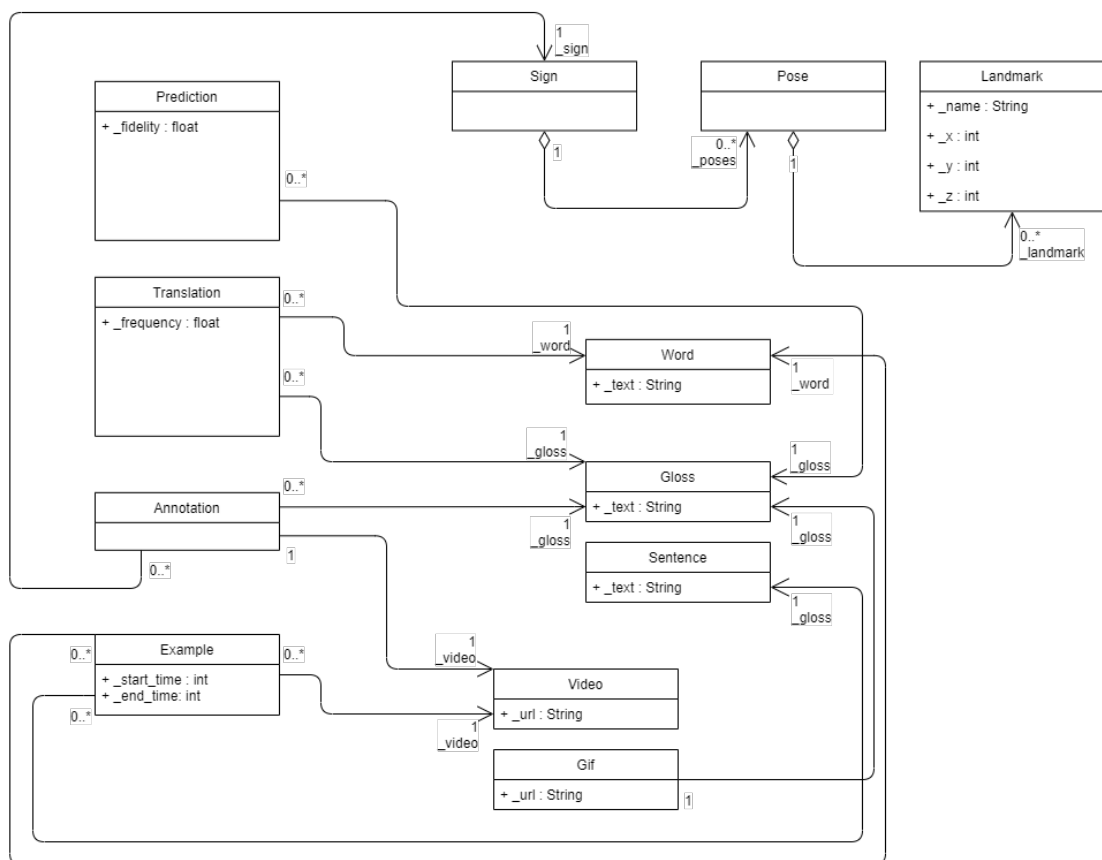 1
_sign
Sign
1
Pose
0..*
_poses
1
Landmark
+ _name : String
+ _x : int
+ _y : int
+ _z : int
0..*
_landmark
Prediction
+ _fidelity : float
0..*
Translation
+ _frequency : float
0..*
0..*
1
_word
Word
+ _text : String
1
_word
1
_gloss
Gloss
+ _text : String
1
_gloss
Annotation
0..*
1
0..*
1
_gloss
1
_gloss
Sentence
+ _text : String
1
_gloss
Example
+ _start_time : int
+ _end_time: int
0..*
0..*
0..*
1
_video
Video
+ _url : String
1
_video
Gif
+ _url : String
1